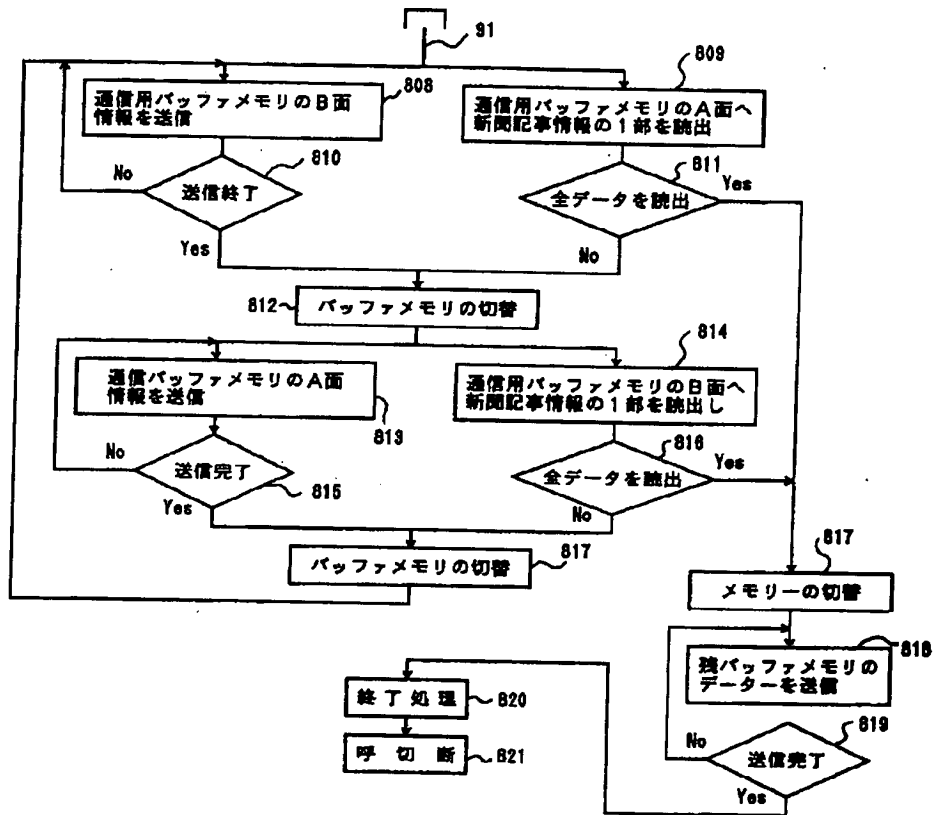 91
808
809
通信用バッファメモリのB面
情報を送信
通信用バッファメモリのA面へ
新聞記事情報の1部を読出
810
811
No
送信終了
全データを読出
Yes
Yes
No
812
バッファメモリの切替
814
通信バッファメモリのA面
情報を送信
通信用バッファメモリのB面へ
新聞記事情報の1部を読出し
813
816
No
送信完了
全データを読出
Yes
815
Yes
No
817
バッファメモリの切替
817
メモリーの切替
818
残バッファメモリの
データーを送信
終了処理
820
819
呼切断
821
No
送信完了
Yes